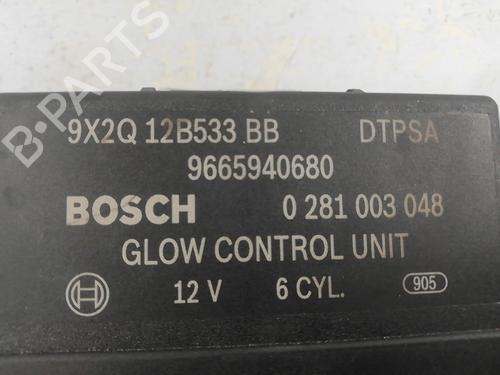 9X2Q 12B533 BB DTPSA
9665940680
BOSCH 0 281 003 048
GLOW CONTROL UNIT
12 V 6 CYL. 905
B-PARTS